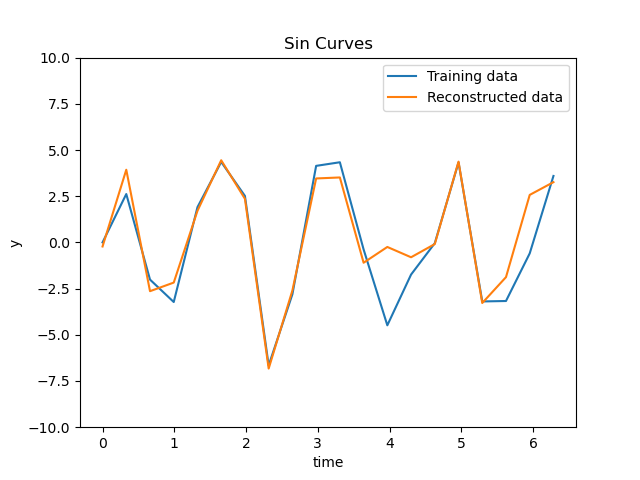 Sin Curves
Training data
Reconstructed data
10.0
7.5
5.0
2.5
0.0
−2.5
−5.0
−7.5
−10.0
y
0 1 2 3 4 5 6
time